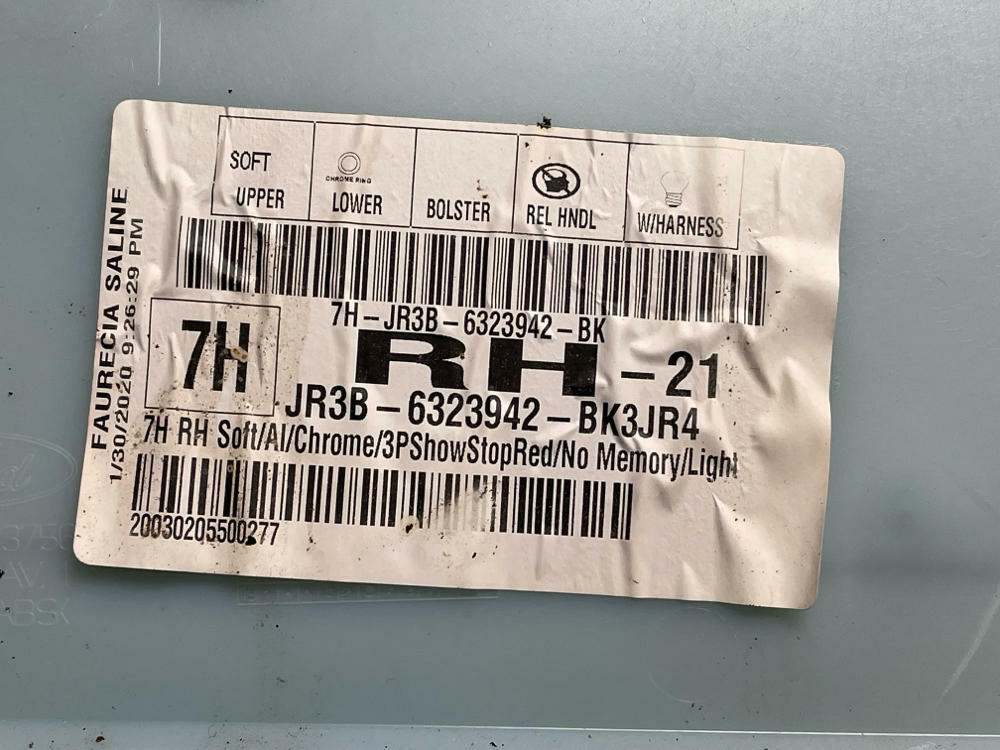 SOFT
UPPER
CHROME RING
LOWER
BOLSTER
REL HNDL
W/HARNESS
FAURECIA SALINE
1/30/2020 9:26:29 PM
7H-JR3B-6323942-BK
7H
RH -21
JR3B-6323942-BK3JR4
7H RH Soft/Al/Chrome/3PShowStopRed/No Memory/Light
20030205500277
Ford